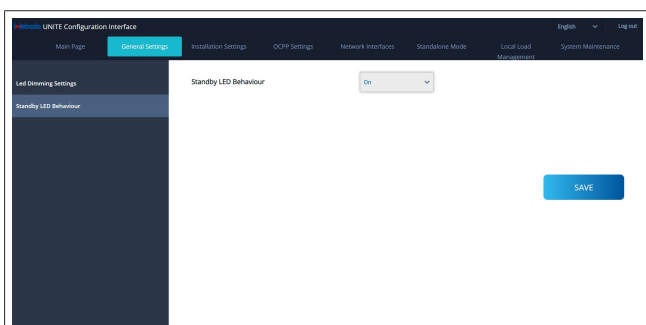 Webasto UNITE Configuration Interface
English
Log out
Main Page
General Settings
Installation Settings
OCPP Settings
Network Interfaces
Standalone Mode
Local Load
Management
System Maintenance
Led Dimming Settings
Standby LED Behaviour
Standby LED Behaviour
On
SAVE